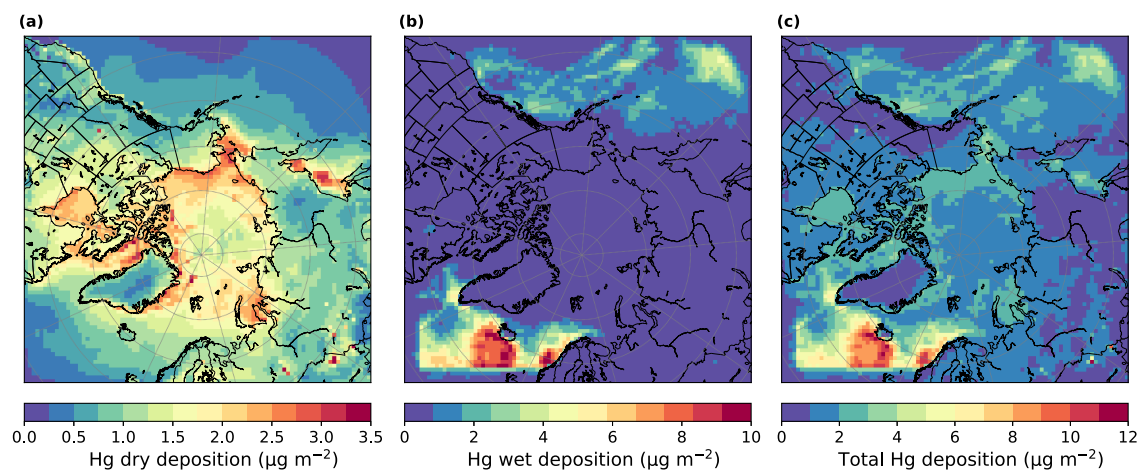 (a) (b) (c)
0.0 0.5 1.0 1.5 2.0 2.5 3.0 3.5 0 2 4 6 8 10 0 2 4 6 8 10 12
Hg dry deposition (μg m⁻²) Hg wet deposition (μg m⁻²) Total Hg deposition (μg m⁻²)